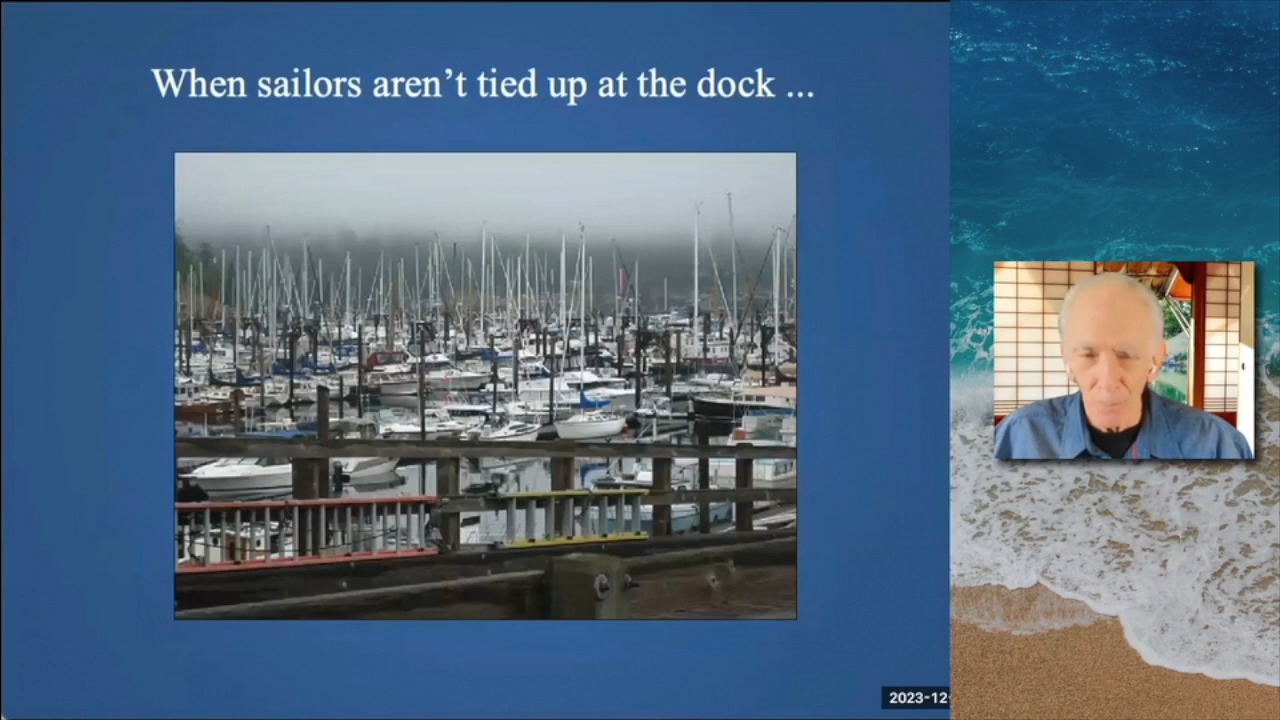 When sailors aren’t tied up at the dock ...
2023-12-